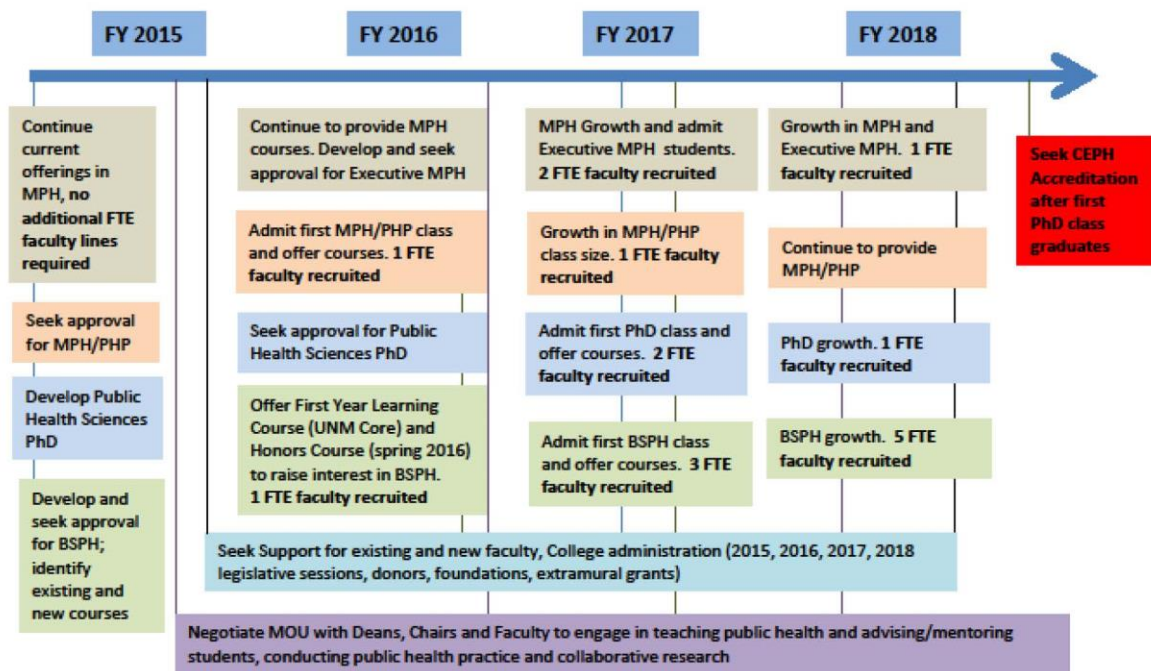 FY 2015
FY 2016
FY 2017
FY 2018
Continue
current
offerings in
MPH, no
additional FTE
faculty lines
required
Seek approval
for MPH/PHP
Develop Public
Health Sciences
PhD
Develop and
seek approval
for BSPH;
identify
existing and
new courses
Continue to provide MPH
courses. Develop and seek
approval for Executive MPH
Admit first MPH/PHP class
and offer courses. 1 FTE
faculty recruited
Seek approval for Public
Health Sciences PhD
Offer First Year Learning
Course (UNM Core) and
Honors Course (spring 2016)
to raise interest in BSPH.
1 FTE faculty recruited
MPH Growth and admit
Executive MPH students.
2 FTE faculty recruited
Growth in MPH/PHP
class size. 1 FTE faculty
recruited
Admit first PhD class and
offer courses. 2 FTE
faculty recruited
Admit first BSPH class
and offer courses. 3 FTE
faculty recruited
Growth in MPH and
Executive MPH. 1 FTE
faculty recruited
Continue to provide
MPH/PHP
PhD growth. 1 FTE
faculty recruited
BSPH growth. 5 FTE
faculty recruited
Seek CEPH
Accreditation
after first
PhD class
graduates
Seek Support for existing and new faculty, College administration (2015, 2016, 2017, 2018
legislative sessions, donors, foundations, extramural grants)
Negotiate MOU with Deans, Chairs and Faculty to engage in teaching public health and advising/mentoring
students, conducting public health practice and collaborative research